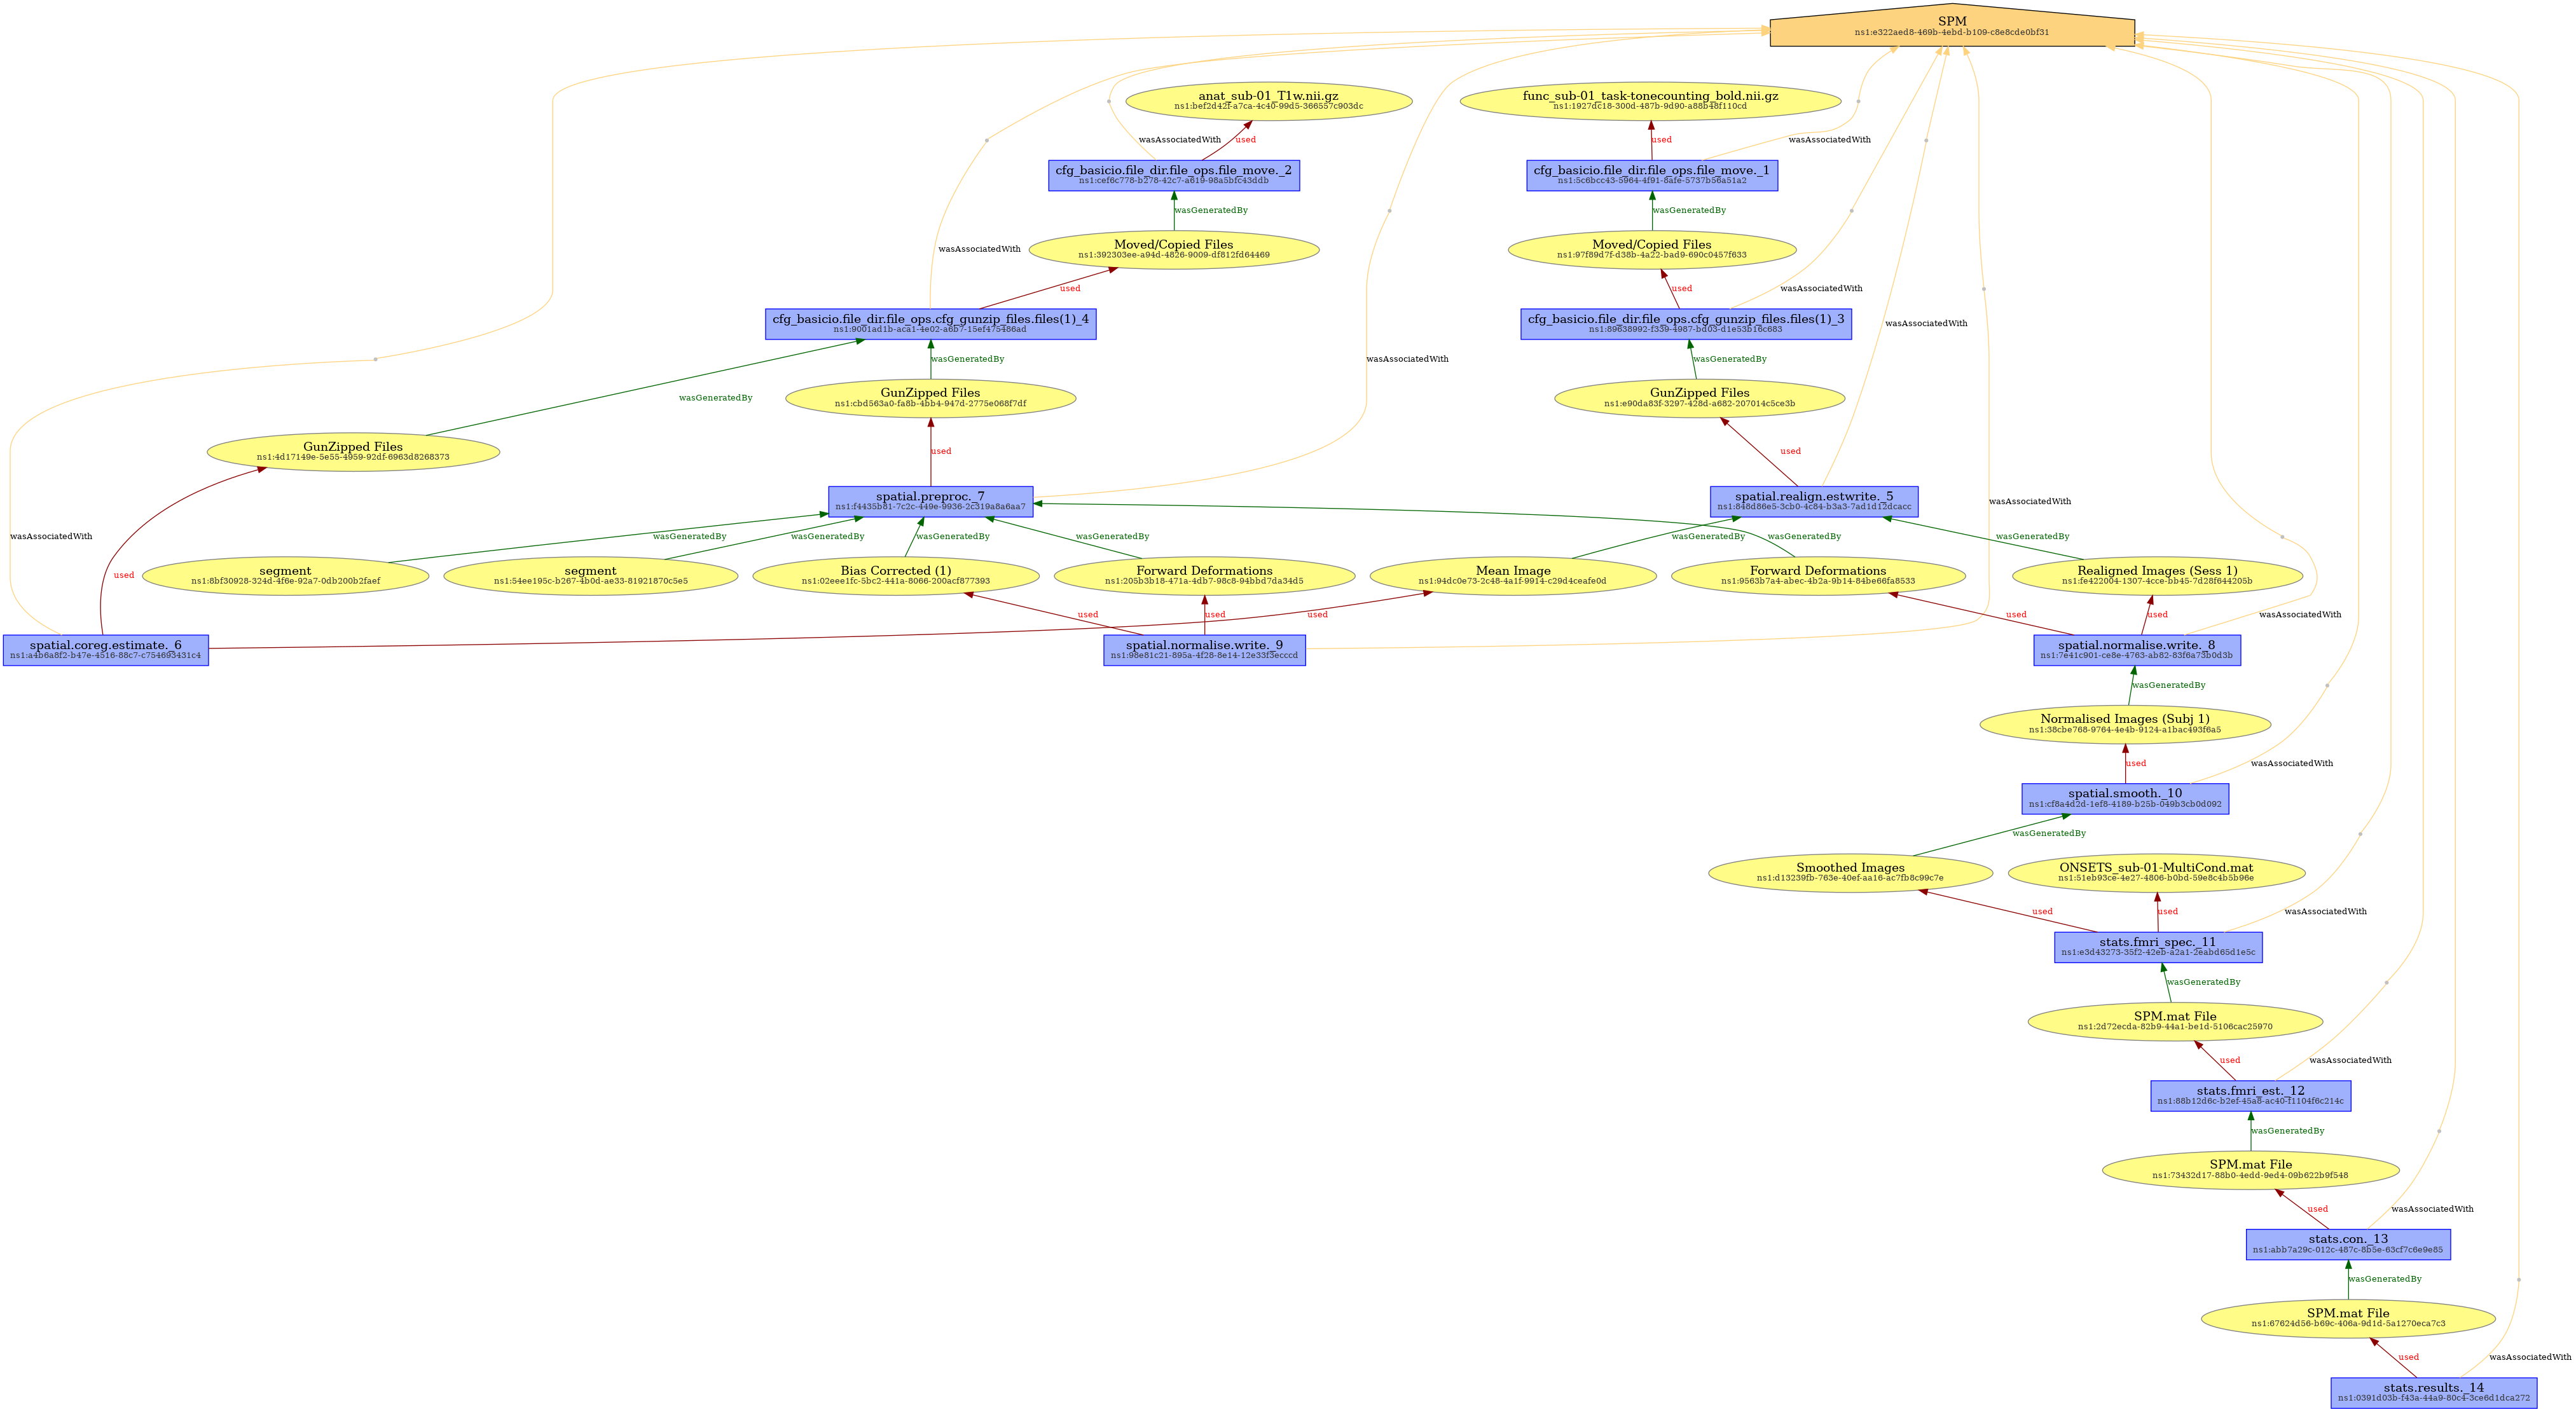 SPM
ns1:e322aed8-469b-4ebd-b109-c8e8cde0bf31
anat_sub-01_T1w.nii.gz
ns1:bef2d42f-a7ca-4c40-99d5-366557c903dc
func_sub-01_task-tonecounting_bold.nii.gz
ns1:1927dc18-300d-487b-9d90-a88b48f110cd
wasAssociatedWith
used
used
wasAssociatedWith
cfg_basicio.file_dir.file_ops.file_move._2
ns1:cef6c778-b278-42c7-a619-98a5bfc43ddb
cfg_basicio.file_dir.file_ops.file_move._1
ns1:5c6bcc43-5964-4f91-8afe-5737b56a51a2
wasGeneratedBy
wasGeneratedBy
wasAssociatedWith
Moved/Copied Files
ns1:392303ee-a94d-4826-9009-df812fd64469
Moved/Copied Files
ns1:97f89d7f-d38b-4a22-bad9-690c0457f633
used
used
wasAssociatedWith
cfg_basicio.file_dir.file_ops.cfg_gunzip_files.files(1)_4
ns1:9001ad1b-aca1-4e02-a6b7-15ef475486ad
cfg_basicio.file_dir.file_ops.cfg_gunzip_files.files(1)_3
ns1:89638992-f339-4987-bd03-d1e53b16c683
wasAssociatedWith
wasGeneratedBy
wasAssociatedWith
wasGeneratedBy
wasGeneratedBy
GunZipped Files
ns1:cbd563a0-fa8b-4bb4-947d-2775e068f7df
GunZipped Files
ns1:e90da83f-3297-428d-a682-207014c5ce3b
GunZipped Files
ns1:4d17149e-5e55-4959-92df-6963d8268373
used
used
spatial.preproc._7
ns1:f4435b81-7c2c-449e-9936-2c319a8a6aa7
spatial.realign.estwrite._5
ns1:848d86e5-3cb0-4c84-b3a3-7ad1d12dcacc
wasAssociatedWith
wasAssociatedWith
wasGeneratedBy
wasGeneratedBy
wasGeneratedBy
wasGeneratedBy
wasGeneratedBy
wasGeneratedBy
wasGeneratedBy
segment
ns1:8bf30928-324d-4f6e-92a7-0db200b2faef
segment
ns1:54ee195c-b267-4b0d-ae33-81921870c5e5
Bias Corrected (1)
ns1:02eee1fc-5bc2-441a-8066-200acf877393
Forward Deformations
ns1:205b3b18-471a-4db7-98c8-94bbd7da34d5
Mean Image
ns1:94dc0e73-2c48-4a1f-9914-c29d4ceafe0d
Forward Deformations
ns1:9563b7a4-abec-4b2a-9b14-84be66fa8533
Realigned Images (Sess 1)
ns1:fe422004-1307-4cce-bb45-7d28f644205b
used
used
used
used
used
used
wasAssociatedWith
spatial.coreg.estimate._6
ns1:a4b6a8f2-b47e-4516-88c7-c754693431c4
spatial.normalise.write._9
ns1:98e81c21-895a-4f28-8e14-12e33f3ecccd
spatial.normalise.write._8
ns1:7e41c901-ce8e-4763-ab82-83f6a73b0d3b
wasGeneratedBy
Normalised Images (Subj 1)
ns1:38cbe768-9764-4e4b-9124-a1bac493f6a5
used
wasAssociatedWith
spatial.smooth._10
ns1:cf8a4d2d-1ef8-4189-b25b-049b3cb0d092
wasGeneratedBy
Smoothed Images
ns1:d13239fb-763e-40ef-aa16-ac7fb8c99c7e
ONSETS_sub-01-MultiCond.mat
ns1:51eb93ce-4e27-4806-b0bd-59e8c4b5b96e
used
used
wasAssociatedWith
stats.fmri_spec._11
ns1:e3d43273-35f2-42eb-a2a1-2eabd65d1e5c
wasGeneratedBy
SPM.mat File
ns1:2d72ecda-82b9-44a1-be1d-5106cac25970
used
wasAssociatedWith
stats.fmri_est._12
ns1:88b12d6c-b2ef-45a8-ac40-f1104f6c214c
wasGeneratedBy
SPM.mat File
ns1:73432d17-88b0-4edd-9ed4-09b622b9f548
used
wasAssociatedWith
stats.con._13
ns1:abb7a29c-012c-487c-8b5e-63cf7c6e9e85
wasGeneratedBy
SPM.mat File
ns1:67624d56-b69c-406a-9d1d-5a1270eca7c3
used
wasAssociatedWith
stats.results._14
ns1:0391d03b-f43a-44a9-80c4-3ce6d1dca272